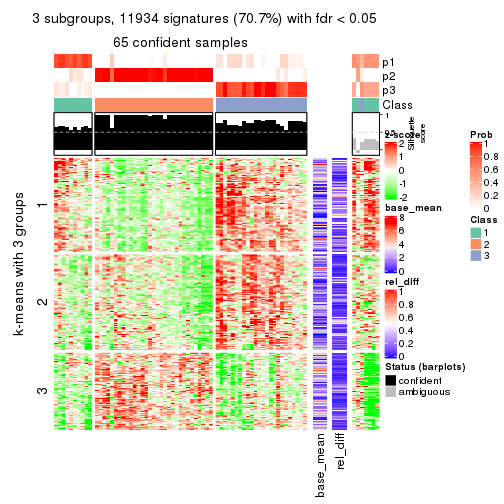 3 subgroups, 11934 signatures (70.7%) with fdr < 0.05
65 confident samples
p1
p2
p3
Class
1
0.5
Silhouette
score
k-means with 3 groups
1
2
3
base_mean
rel_diff
z-score
2
1
0
-1
-2
base_mean
8
6
4
2
0
rel_diff
1
0.8
0.6
0.4
0.2
0
Status (barplots)
confident
ambiguous
Prob
1
0.8
0.6
0.4
0.2
0
Class
1
2
3